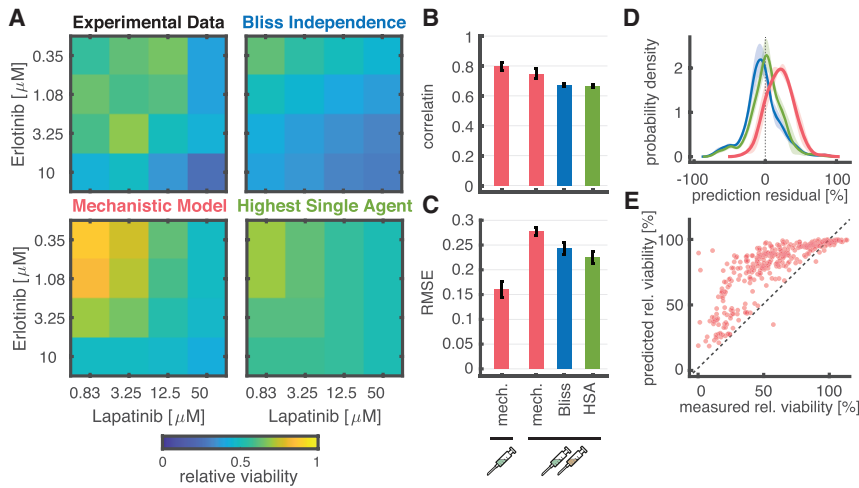 A
Experimental Data
Bliss Independence
0.35
1.08
3.25
10
Erlotinib [μM]
Mechanistic Model
Highest Single Agent
0.35
1.08
3.25
10
Erlotinib [μM]
0.83 3.25 12.5 50
0.83 3.25 12.5 50
Lapatinib [μM]
Lapatinib [μM]
0 0.5 1
relative viability
B
correlatin
1
0.8
0.6
0.4
0.2
0
C
RMSE
0.3
0.25
0.2
0.15
0.1
0.05
0
mech.
mech.
Bliss
HSA
D
probability density
2
1
0
-100 0 100
prediction residual [%]
E
predicted rel. viability [%]
100
50
0
0 50 100
measured rel. viability [%]